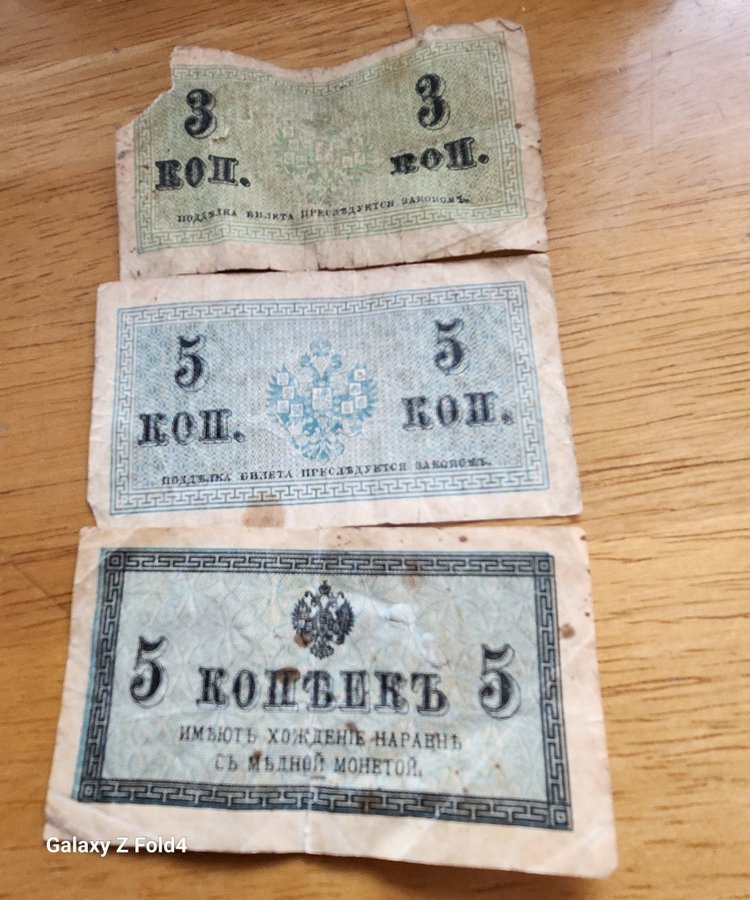 3 3
КОП. КОП.
ПОДДѢЛКА БИЛЕТА ПРЕСЛѢДУЕТСЯ ЗАКОНОМЪ.
5 5
КОП. КОП.
ПОДДѢЛКА БИЛЕТА ПРЕСЛѢДУЕТСЯ ЗАКОНОМЪ.
5 КОПѢЕКЪ 5
ИМѢЮТЪ ХОЖДЕНІЕ НАРАВНѢ
СЪ МѢДНОЙ МОНЕТОЙ.
Galaxy Z Fold4